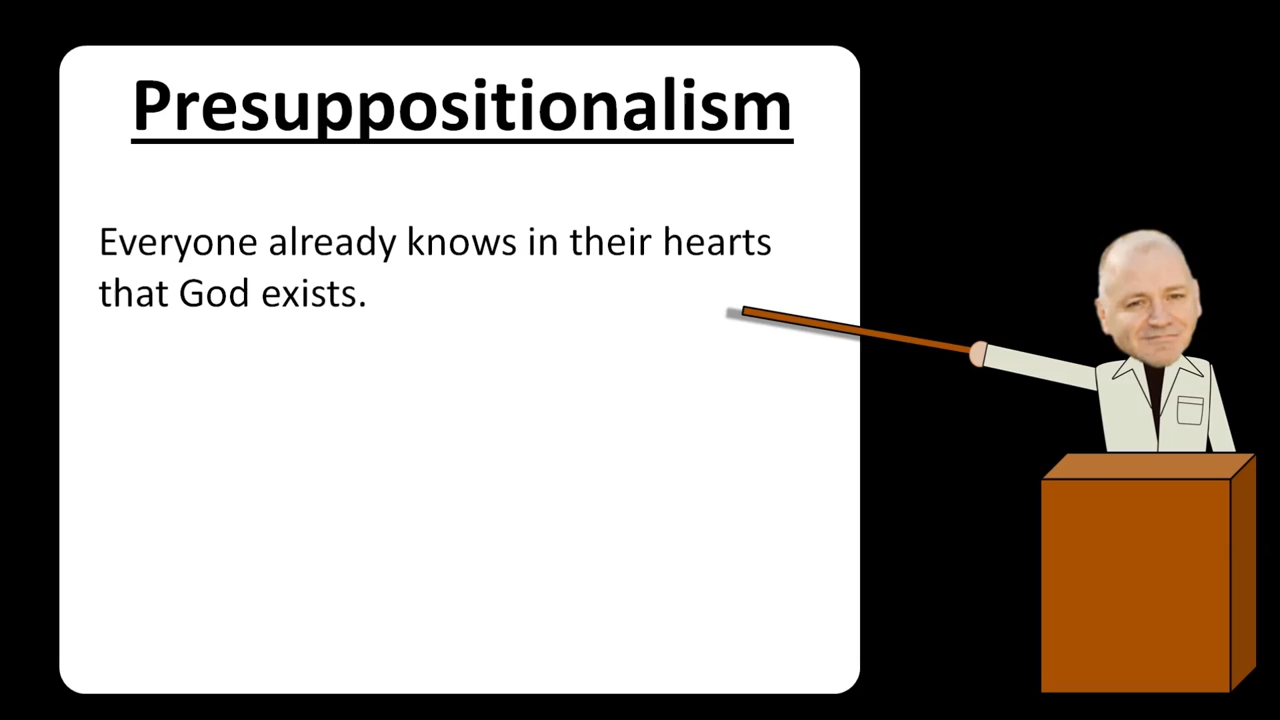 Presuppositionalism
Everyone already knows in their hearts
that God exists.